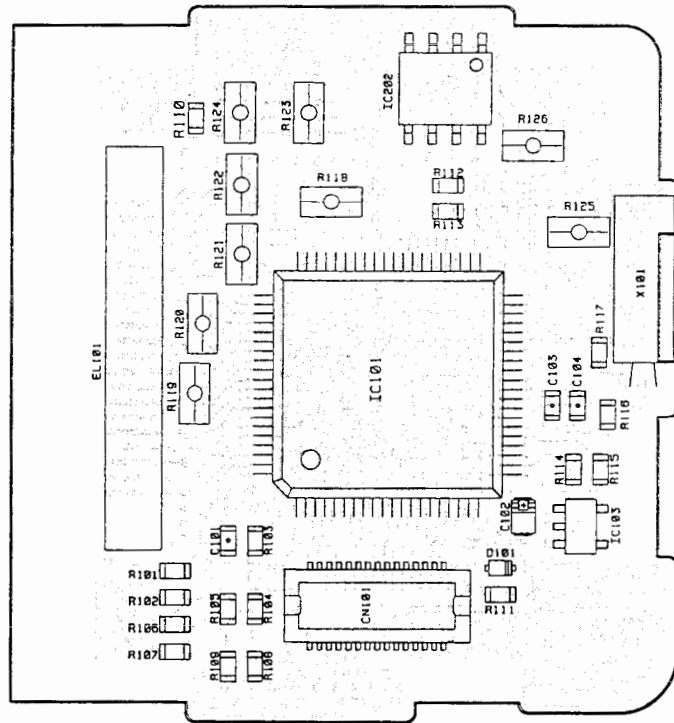 R110
R124
R123
IC202
R126
R122
R118
R112
R113
R125
R121
X101
R120
R117
EL101
IC101
R119
C103
C104
R116
R114
R115
C102
IC103
C101
R103
D101
R101
R102
R105
R104
CN101
R111
R106
R107
R109
R108